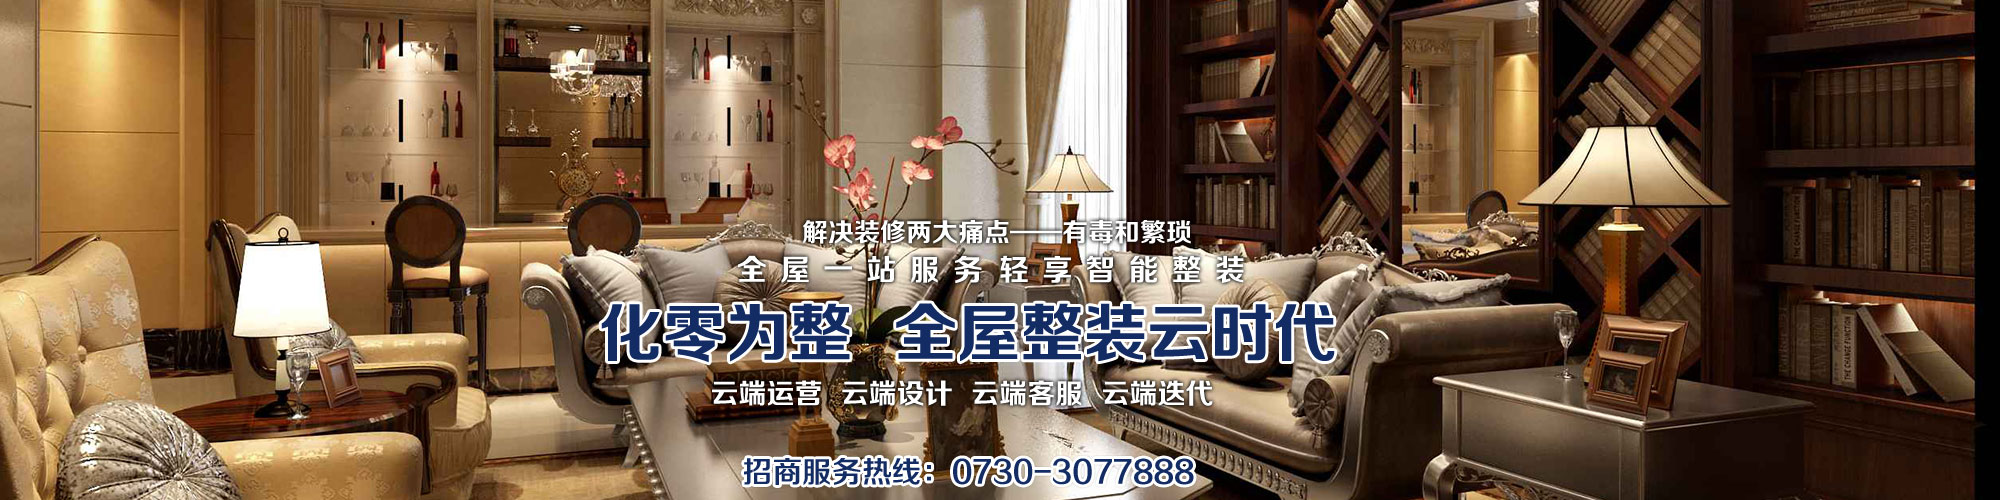 解决装修两大痛点——有毒和繁琐
全屋一站服务轻享智能整装
化零为整 全屋整装云时代
云端运营 云端设计 云端客服 云端迭代
招商服务热线：0730-3077888